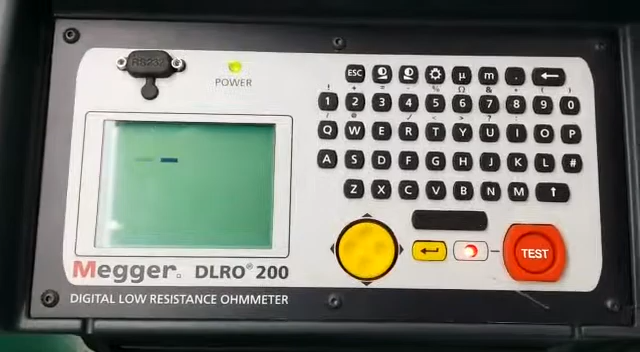 RS232
POWER
ESC µ m .
! + = - % Ω & * ( )
1 2 3 4 5 6 7 8 9 0
Q W E R T Y U I O P
A S D F G H J K L #
Z X C V B N M
TEST
Megger. DLRO® 200
DIGITAL LOW RESISTANCE OHMMETER